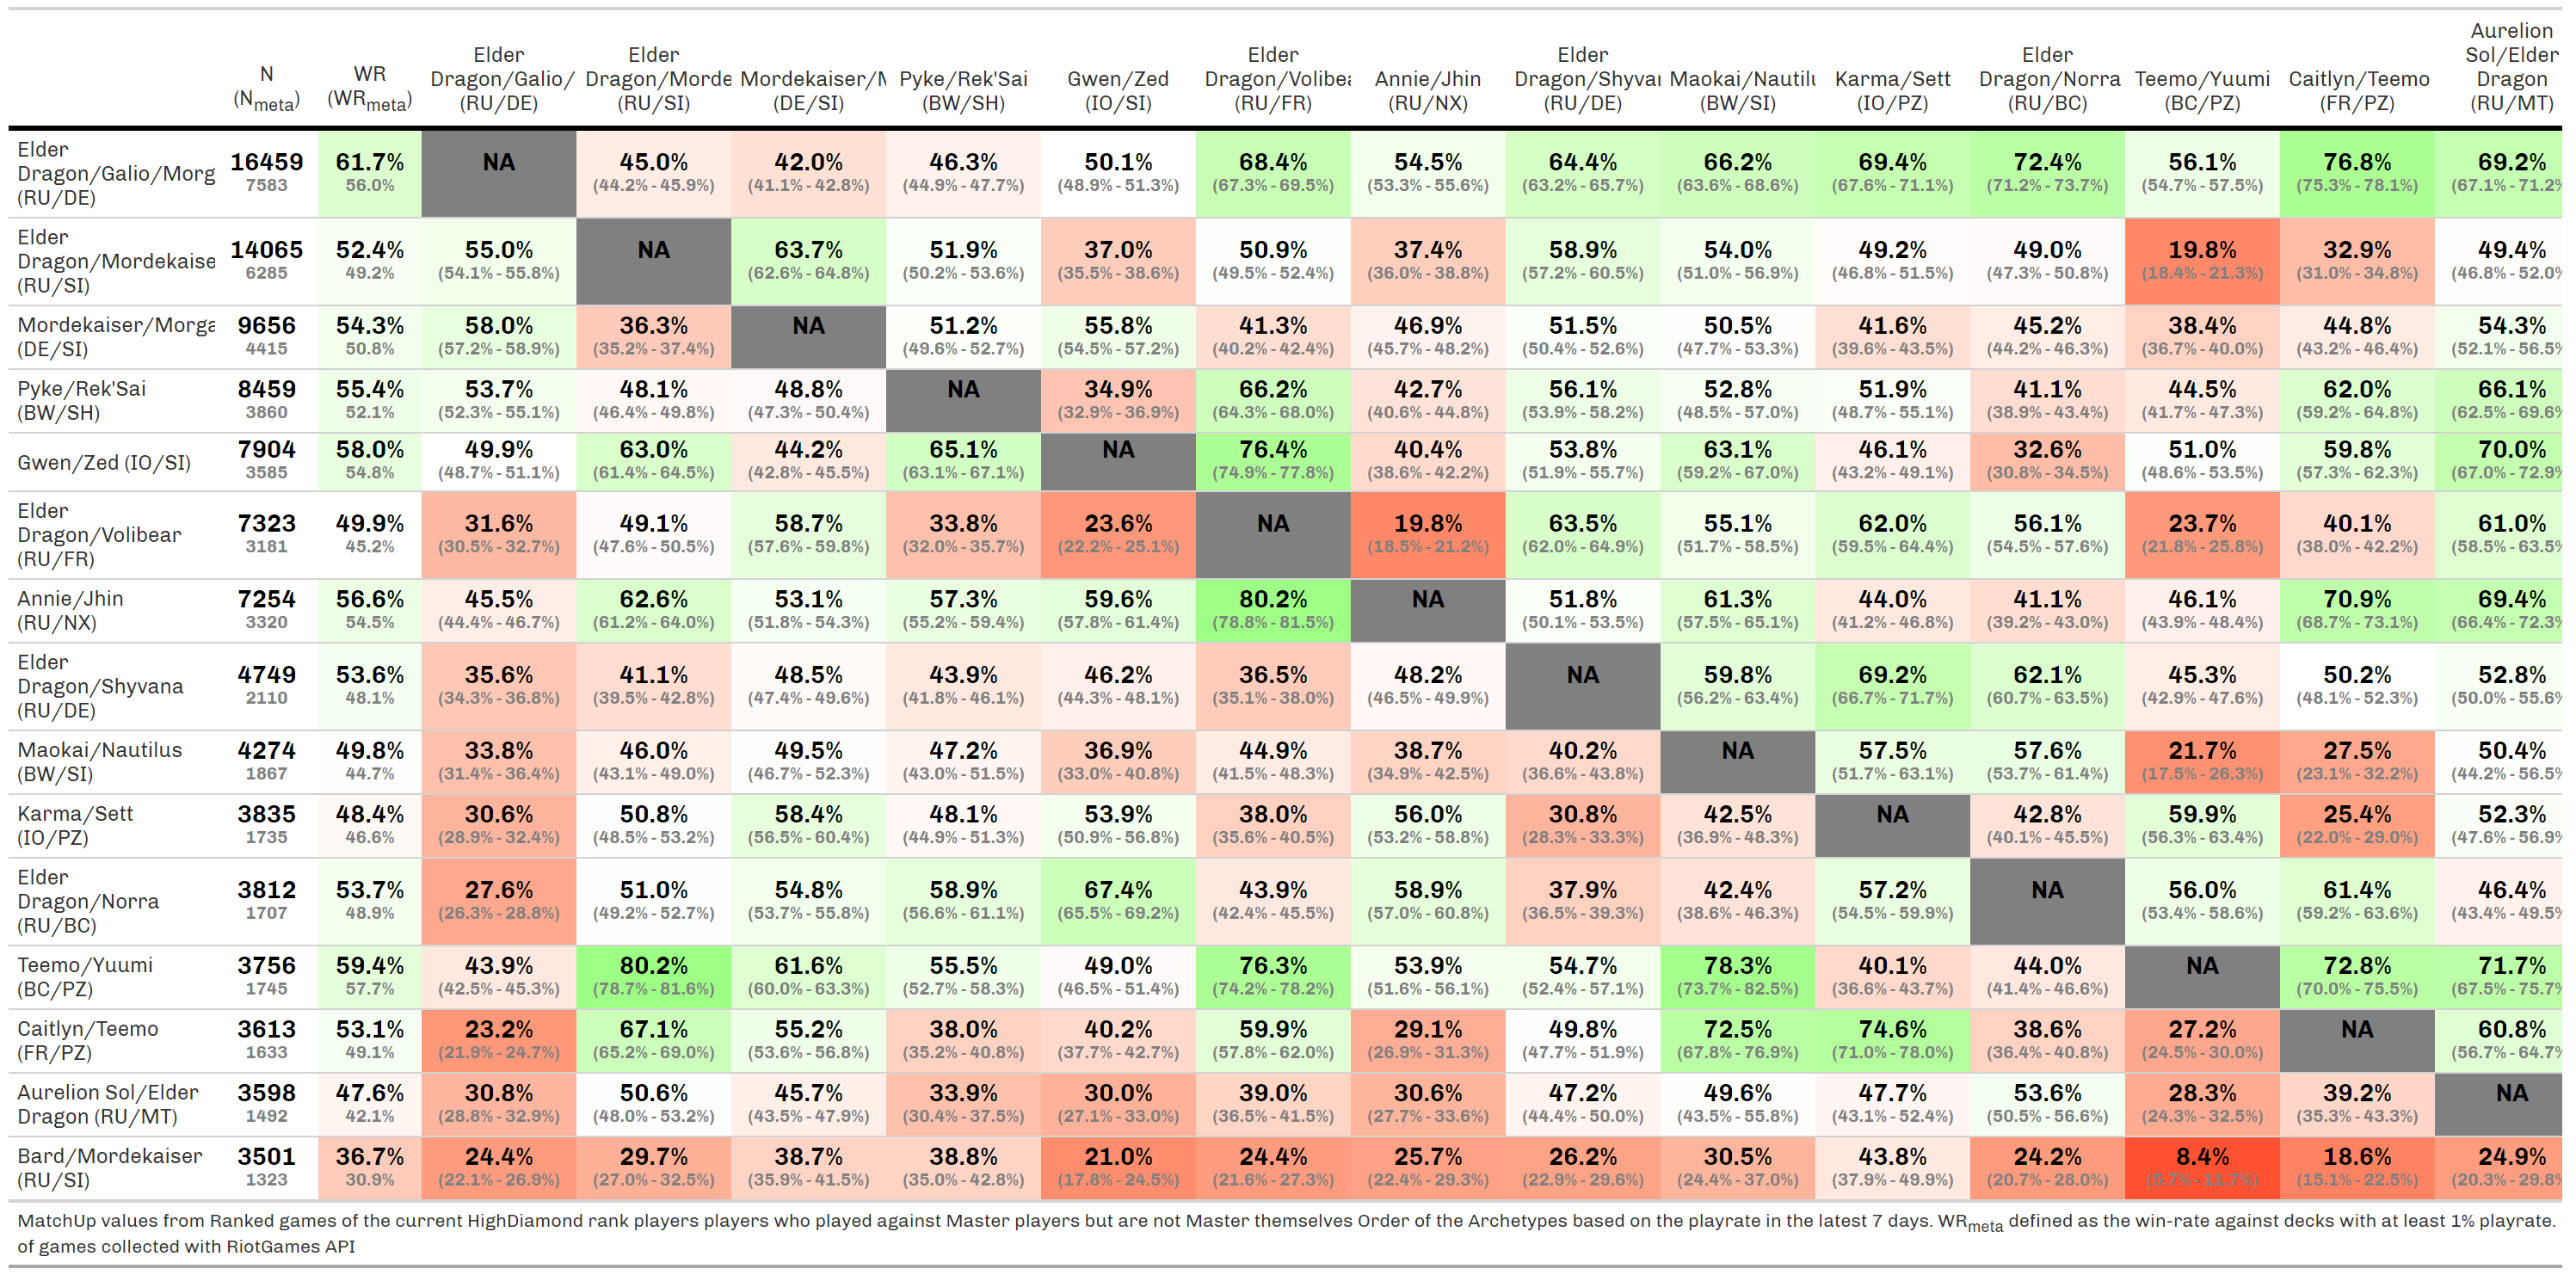 N (Nmeta) WR (WRmeta) Elder Dragon/Galio/ (RU/DE) Elder Dragon/Morde (RU/SI) Mordekaiser/M (DE/SI) Pyke/Rek'Sai (BW/SH) Gwen/Zed (IO/SI) Elder Dragon/Volibea (RU/FR) Annie/Jhin (RU/NX) Elder Dragon/Shyvar (RU/DE) Maokai/Nautilu (BW/SI) Karma/Sett (IO/PZ) Elder Dragon/Norra (RU/BC) Teemo/Yuumi (BC/PZ) Caitlyn/Teemo (FR/PZ) Aurelion Sol/Elder Dragon (RU/MT)
Elder Dragon/Galio/Morg (RU/DE) 16459 61.7% NA 45.0% 42.0% 46.3% 50.1% 68.4% 54.5% 64.4% 66.2% 69.4% 72.4% 56.1% 76.8% 69.2%
7583 56.0% (44.2% - 45.9%) (41.1% - 42.8%) (44.9% - 47.7%) (48.9% - 51.3%) (67.3% - 69.5%) (53.3% - 55.6%) (63.2% - 65.7%) (63.6% - 68.6%) (67.6% - 71.1%) (71.2% - 73.7%) (54.7% - 57.5%) (75.3% - 78.1%) (67.1% - 71.2%
Elder Dragon/Mordekaise (RU/SI) 14065 52.4% 55.0% NA 63.7% 51.9% 37.0% 50.9% 37.4% 58.9% 54.0% 49.2% 49.0% 19.8% 32.9% 49.4%
6285 49.2% (54.1% - 55.8%) (62.6% - 64.8%) (50.2% - 53.6%) (35.5% - 38.6%) (49.5% - 52.4%) (36.0% - 38.8%) (57.2% - 60.5%) (51.0% - 56.9%) (46.8% - 51.5%) (47.3% - 50.8%) (18.4% - 21.3%) (31.0% - 34.8%) (46.8% - 52.0%
Mordekaiser/Morga (DE/SI) 9656 54.3% 58.0% 36.3% NA 51.2% 55.8% 41.3% 46.9% 51.5% 50.5% 41.6% 45.2% 38.4% 44.8% 54.3%
4415 50.8% (57.2% - 58.9%) (35.2% - 37.4%) (49.6% - 52.7%) (54.5% - 57.2%) (40.2% - 42.4%) (45.7% - 48.2%) (50.4% - 52.6%) (47.7% - 53.3%) (39.6% - 43.5%) (44.2% - 46.3%) (36.7% - 40.0%) (43.2% - 46.4%) (52.1% - 56.5%
Pyke/Rek'Sai (BW/SH) 8459 55.4% 53.7% 48.1% 48.8% NA 34.9% 66.2% 42.7% 56.1% 52.8% 51.9% 41.1% 44.5% 62.0% 66.1%
3860 52.1% (52.3% - 55.1%) (46.4% - 49.8%) (47.3% - 50.4%) (32.9% - 36.9%) (64.3% - 68.0%) (40.6% - 44.8%) (53.9% - 58.2%) (48.5% - 57.0%) (48.7% - 55.1%) (38.9% - 43.4%) (41.7% - 47.3%) (59.2% - 64.8%) (62.5% - 69.6%
Gwen/Zed (IO/SI) 7904 58.0% 49.9% 63.0% 44.2% 65.1% NA 76.4% 40.4% 53.8% 63.1% 46.1% 32.6% 51.0% 59.8% 70.0%
3585 54.8% (48.7% - 51.1%) (61.4% - 64.5%) (42.8% - 45.5%) (63.1% - 67.1%) (74.9% - 77.8%) (38.6% - 42.2%) (51.9% - 55.7%) (59.2% - 67.0%) (43.2% - 49.1%) (30.8% - 34.5%) (48.6% - 53.5%) (57.3% - 62.3%) (67.0% - 72.9%
Elder Dragon/Volibear (RU/FR) 7323 49.9% 31.6% 49.1% 58.7% 33.8% 23.6% NA 19.8% 63.5% 55.1% 62.0% 56.1% 23.7% 40.1% 61.0%
3181 45.2% (30.5% - 32.7%) (47.6% - 50.5%) (57.6% - 59.8%) (32.0% - 35.7%) (22.2% - 25.1%) (18.5% - 21.2%) (62.0% - 64.9%) (51.7% - 58.5%) (59.5% - 64.4%) (54.5% - 57.6%) (21.8% - 25.8%) (38.0% - 42.2%) (58.5% - 63.5%
Annie/Jhin (RU/NX) 7254 56.6% 45.5% 62.6% 53.1% 57.3% 59.6% 80.2% NA 51.8% 61.3% 44.0% 41.1% 46.1% 70.9% 69.4%
3320 54.5% (44.4% - 46.7%) (61.2% - 64.0%) (51.8% - 54.3%) (55.2% - 59.4%) (57.8% - 61.4%) (78.8% - 81.5%) (50.1% - 53.5%) (57.5% - 65.1%) (41.2% - 46.8%) (39.2% - 43.0%) (43.9% - 48.4%) (68.7% - 73.1%) (66.4% - 72.3%
Elder Dragon/Shyvana (RU/DE) 4749 53.6% 35.6% 41.1% 48.5% 43.9% 46.2% 36.5% 48.2% NA 59.8% 69.2% 62.1% 45.3% 50.2% 52.8%
2110 48.1% (34.3% - 36.8%) (39.5% - 42.8%) (47.4% - 49.6%) (41.8% - 46.1%) (44.3% - 48.1%) (35.1% - 38.0%) (46.5% - 49.9%) (56.2% - 63.4%) (66.7% - 71.7%) (60.7% - 63.5%) (42.9% - 47.6%) (48.1% - 52.3%) (50.0% - 55.6%
Maokai/Nautilus (BW/SI) 4274 49.8% 33.8% 46.0% 49.5% 47.2% 36.9% 44.9% 38.7% 40.2% NA 57.5% 57.6% 21.7% 27.5% 50.4%
1867 44.7% (31.4% - 36.4%) (43.1% - 49.0%) (46.7% - 52.3%) (43.0% - 51.5%) (33.0% - 40.8%) (41.5% - 48.3%) (34.9% - 42.5%) (36.6% - 43.8%) (51.7% - 63.1%) (53.7% - 61.4%) (17.5% - 26.3%) (23.1% - 32.2%) (44.2% - 56.5%
Karma/Sett (IO/PZ) 3835 48.4% 30.6% 50.8% 58.4% 48.1% 53.9% 38.0% 56.0% 30.8% 42.5% NA 42.8% 59.9% 25.4% 52.3%
1735 46.6% (28.9% - 32.4%) (48.5% - 53.2%) (56.5% - 60.4%) (44.9% - 51.3%) (50.9% - 56.8%) (35.6% - 40.5%) (53.2% - 58.8%) (28.3% - 33.3%) (36.9% - 48.3%) (40.1% - 45.5%) (56.3% - 63.4%) (22.0% - 29.0%) (47.6% - 56.9%
Elder Dragon/Norra (RU/BC) 3812 53.7% 27.6% 51.0% 54.8% 58.9% 67.4% 43.9% 58.9% 37.9% 42.4% 57.2% NA 56.0% 61.4% 46.4%
1707 48.9% (26.3% - 28.8%) (49.2% - 52.7%) (53.7% - 55.8%) (56.6% - 61.1%) (65.5% - 69.2%) (42.4% - 45.5%) (57.0% - 60.8%) (36.5% - 39.3%) (38.6% - 46.3%) (54.5% - 59.9%) (53.4% - 58.6%) (59.2% - 63.6%) (43.4% - 49.5%
Teemo/Yuumi (BC/PZ) 3756 59.4% 43.9% 80.2% 61.6% 55.5% 49.0% 76.3% 53.9% 54.7% 78.3% 40.1% 44.0% NA 72.8% 71.7%
1745 57.7% (42.5% - 45.3%) (78.7% - 81.6%) (60.0% - 63.3%) (52.7% - 58.3%) (46.5% - 51.4%) (74.2% - 78.2%) (51.6% - 56.1%) (52.4% - 57.1%) (73.7% - 82.5%) (36.6% - 43.7%) (41.4% - 46.6%) (70.0% - 75.5%) (67.5% - 75.7%
Caitlyn/Teemo (FR/PZ) 3613 53.1% 23.2% 67.1% 55.2% 38.0% 40.2% 59.9% 29.1% 49.8% 72.5% 74.6% 38.6% 27.2% NA 60.8%
1633 49.1% (21.9% - 24.7%) (65.2% - 69.0%) (53.6% - 56.8%) (35.2% - 40.8%) (37.7% - 42.7%) (57.8% - 62.0%) (26.9% - 31.3%) (47.7% - 51.9%) (67.8% - 76.9%) (71.0% - 78.0%) (36.4% - 40.8%) (24.5% - 30.0%) (56.7% - 64.7%
Aurelion Sol/Elder Dragon (RU/MT) 3598 47.6% 30.8% 50.6% 45.7% 33.9% 30.0% 39.0% 30.6% 47.2% 49.6% 47.7% 53.6% 28.3% 39.2% NA
1492 42.1% (28.8% - 32.9%) (48.0% - 53.2%) (43.5% - 47.9%) (30.4% - 37.5%) (27.1% - 33.0%) (36.5% - 41.5%) (27.7% - 33.6%) (44.4% - 50.0%) (43.5% - 55.8%) (43.1% - 52.4%) (50.5% - 56.6%) (24.3% - 32.5%) (35.3% - 43.3%)
Bard/Mordekaiser (RU/SI) 3501 36.7% 24.4% 29.7% 38.7% 38.8% 21.0% 24.4% 25.7% 26.2% 30.5% 43.8% 24.2% 8.4% 18.6% 24.9%
1323 30.9% (22.1% - 26.9%) (27.0% - 32.5%) (35.9% - 41.5%) (35.0% - 42.8%) (17.8% - 24.5%) (21.6% - 27.3%) (22.4% - 29.3%) (22.9% - 29.6%) (24.4% - 37.0%) (37.9% - 49.9%) (20.7% - 28.0%) (5.7% - 11.7%) (15.1% - 22.5%) (20.3% - 29.8%
MatchUp values from Ranked games of the current HighDiamond rank players players who played against Master players but are not Master themselves Order of the Archetypes based on the playrate in the latest 7 days. WRmeta defined as the win-rate against decks with at least 1% playrate.
of games collected with RiotGames API